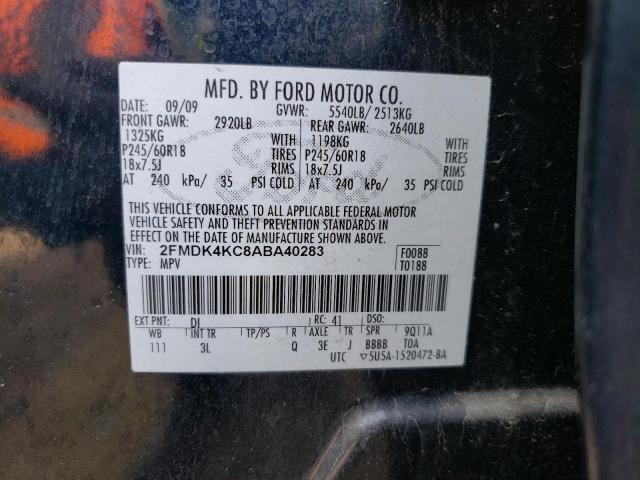 MFD. BY FORD MOTOR CO.
DATE: 09/09 GVWR: 5540LB/ 2513KG
FRONT GAWR: 2920LB REAR GAWR: 2640LB
1325KG WITH 1198KG WITH
P245/60R18 TIRES P245/60R18 TIRES
18x7.5J RIMS 18x7.5J RIMS
AT 240 kPa/ 35 PSI COLD AT 240 kPa/ 35 PSI COLD
THIS VEHICLE CONFORMS TO ALL APPLICABLE FEDERAL MOTOR
VEHICLE SAFETY AND THEFT PREVENTION STANDARDS IN
EFFECT ON THE DATE OF MANUFACTURE SHOWN ABOVE.
VIN: 2FMDK4KC8ABA40283 F0088
TYPE: MPV T0188
EXT PNT: DI RC: 41 DSO:
WB INT TR TP/PS R AXLE TR SPR 9Q11A
111 3L Q 3E J BBBB TOA
UTC ▽5U5A-1520472-BA